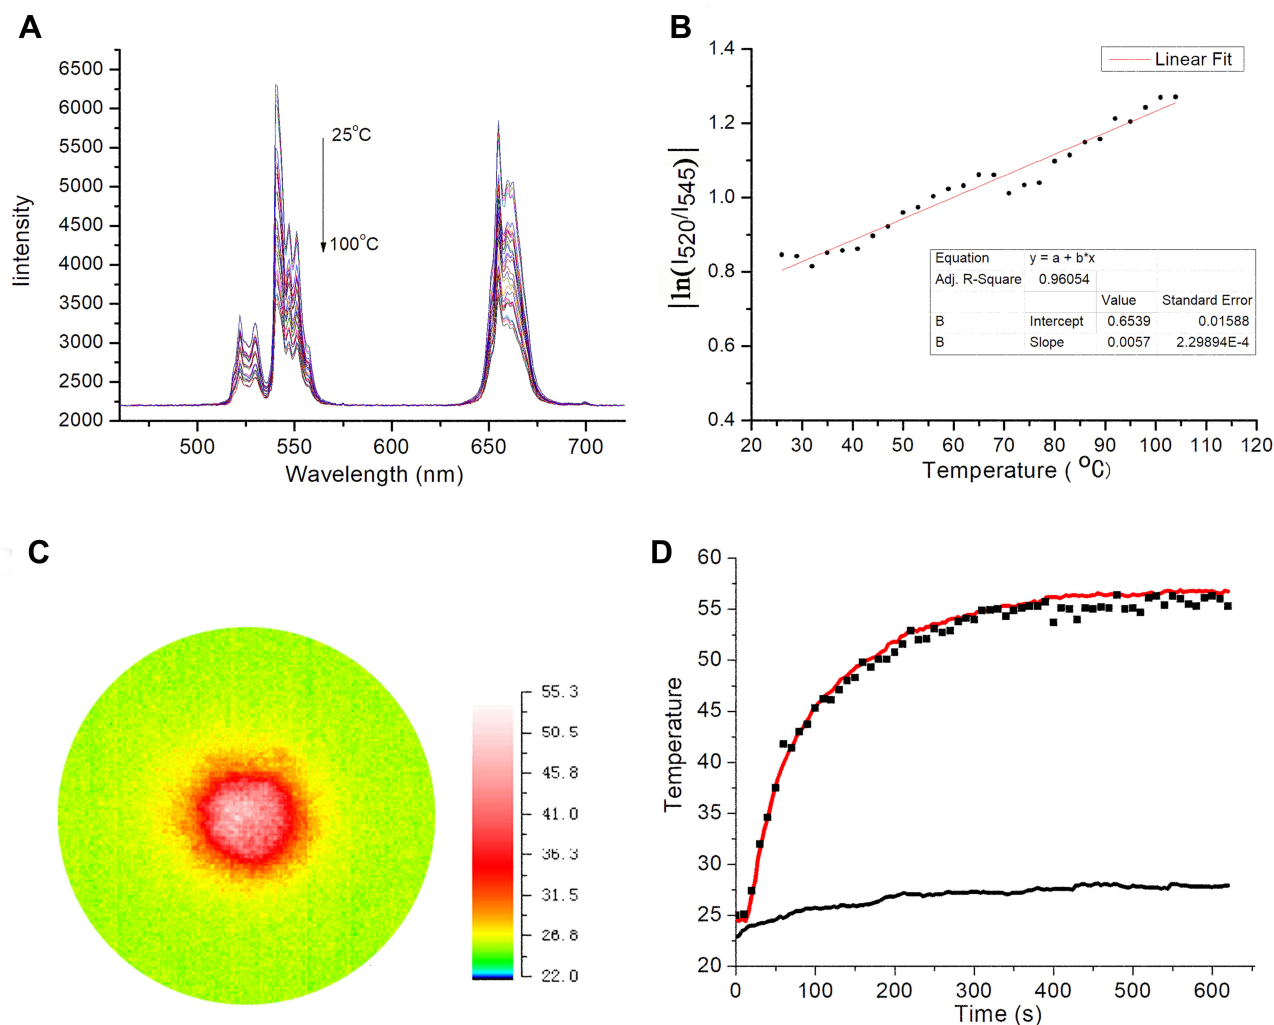 A
6500
6000
5500
5000
4500
4000
3500
3000
2500
2000
Iintensity
25°C
100°C
500
550
600
650
700
Wavelength (nm)
B
1.4
1.2
1.0
0.8
0.6
0.4
|ln(I520/I545)|
Linear Fit
Equation y = a + b*x
Adj. R-Square 0.96054
Value Standard Error
B Intercept 0.6539 0.01588
B Slope 0.0057 2.29894E-4
20 30 40 50 60 70 80 90 100 110 120
Temperature ( °C)
C
55.3
50.5
45.8
41.0
36.3
31.5
26.8
22.0
D
60
55
50
45
40
35
30
25
20
Temperature
0 100 200 300 400 500 600
Time (s)